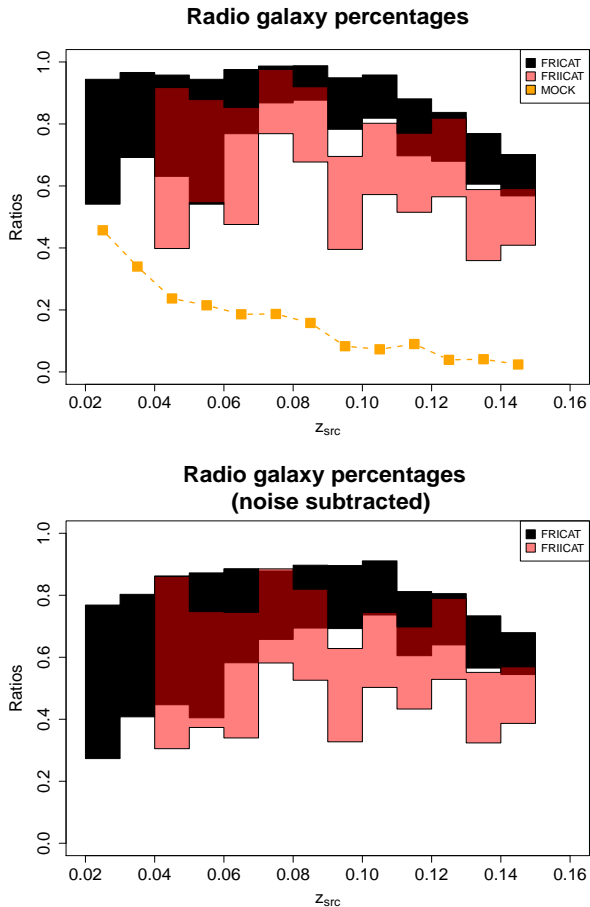 Radio galaxy percentages
FRICAT
FRIICAT
MOCK
Ratios
1.0
0.8
0.6
0.4
0.2
0.0
0.02 0.04 0.06 0.08 0.10 0.12 0.14 0.16
z_src
Radio galaxy percentages
(noise subtracted)
FRICAT
FRIICAT
Ratios
1.0
0.8
0.6
0.4
0.2
0.0
0.02 0.04 0.06 0.08 0.10 0.12 0.14 0.16
z_src